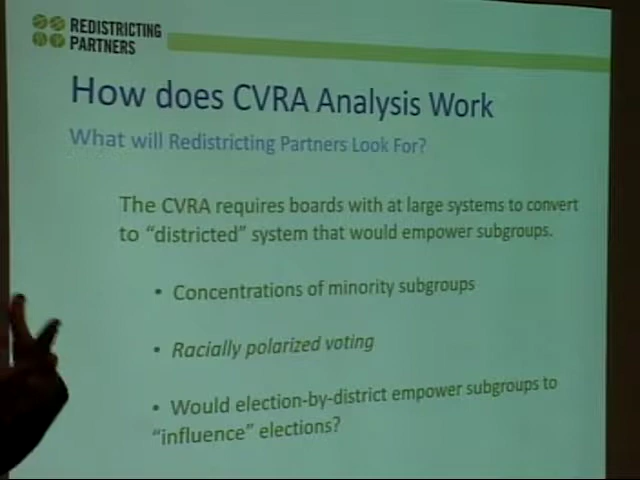 REDISTRICTING
PARTNERS
How does CVRA Analysis Work
What will Redistricting Partners Look For?
The CVRA requires boards with at large systems to convert
to “districted” system that would empower subgroups.
• Concentrations of minority subgroups
• Racially polarized voting
• Would election-by-district empower subgroups to
“influence” elections?